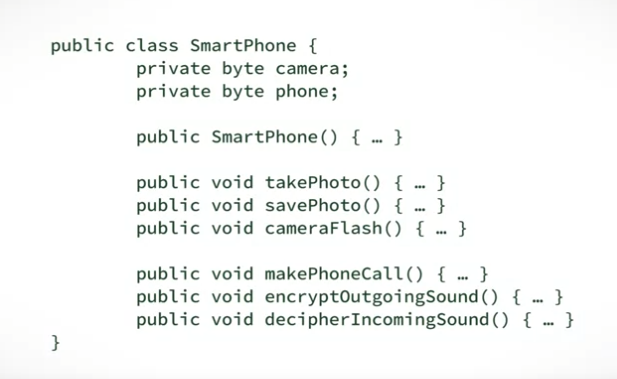 public class SmartPhone {
private byte camera;
private byte phone;
public SmartPhone() { … }
public void takePhoto() { … }
public void savePhoto() { … }
public void cameraFlash() { … }
public void makePhoneCall() { … }
public void encryptOutgoingSound() { … }
public void decipherIncomingSound() { … }
}